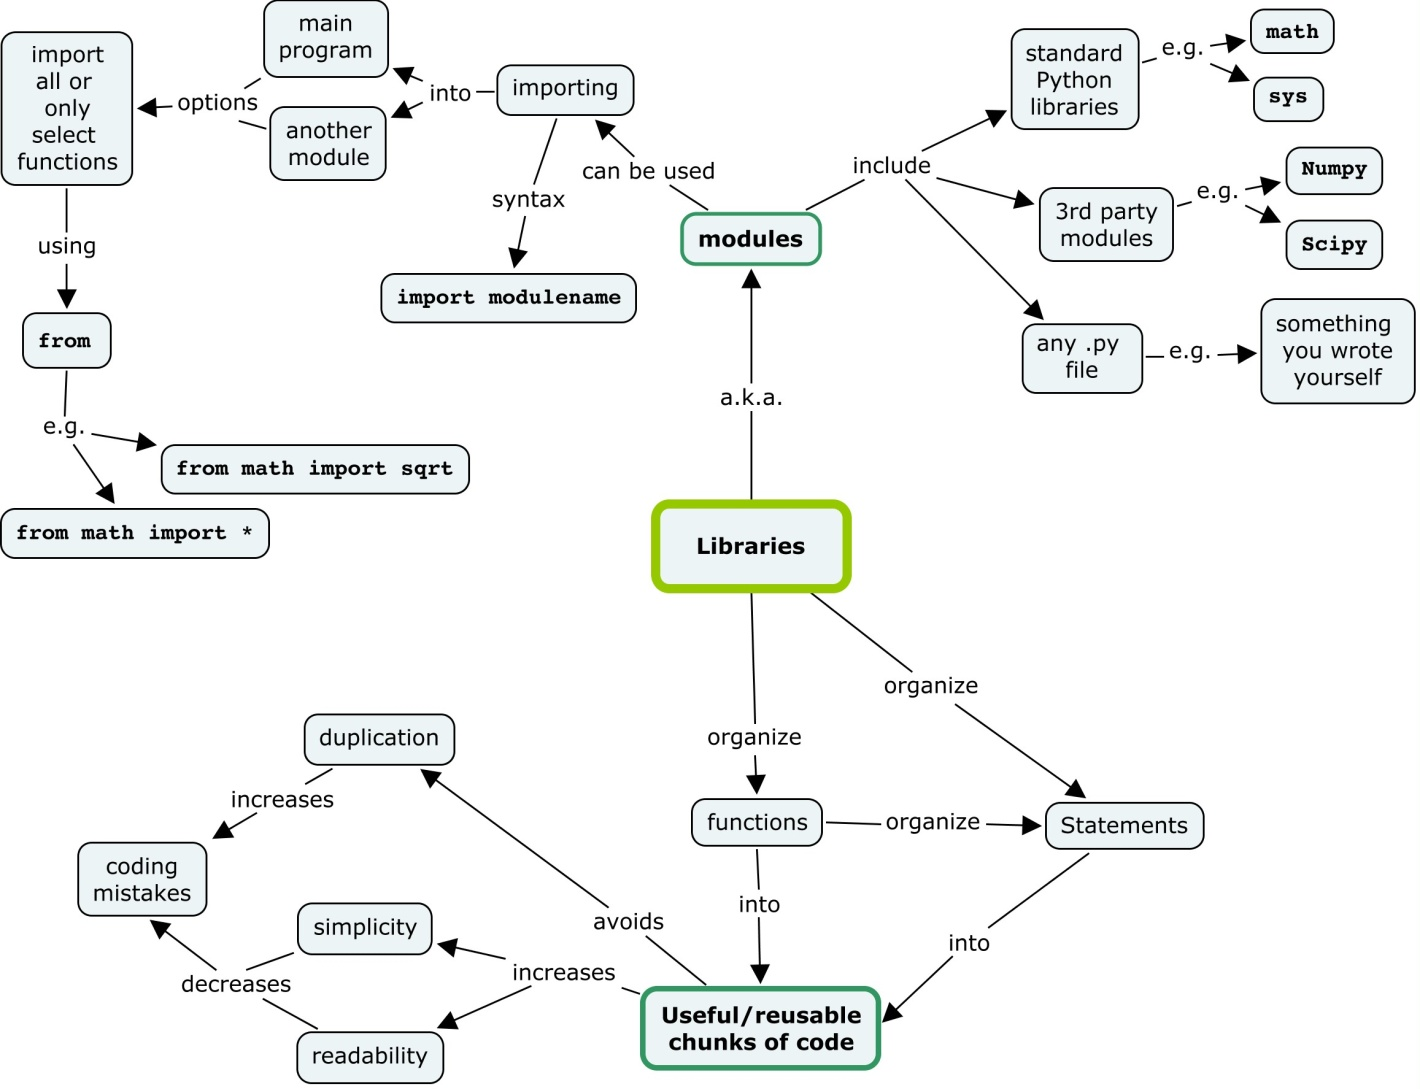 main
program
import
all or
only
select
functions
options
another
module
into
importing
can be used
syntax
import modulename
using
from
e.g.
from math import sqrt
from math import *
modules
include
standard
Python
libraries
e.g.
math
sys
3rd party
modules
e.g.
Numpy
Scipy
any .py
file
e.g.
something
you wrote
yourself
a.k.a.
Libraries
organize
organize
functions
organize
Statements
into
into
Useful/reusable
chunks of code
avoids
duplication
increases
coding
mistakes
increases
simplicity
readability
decreases